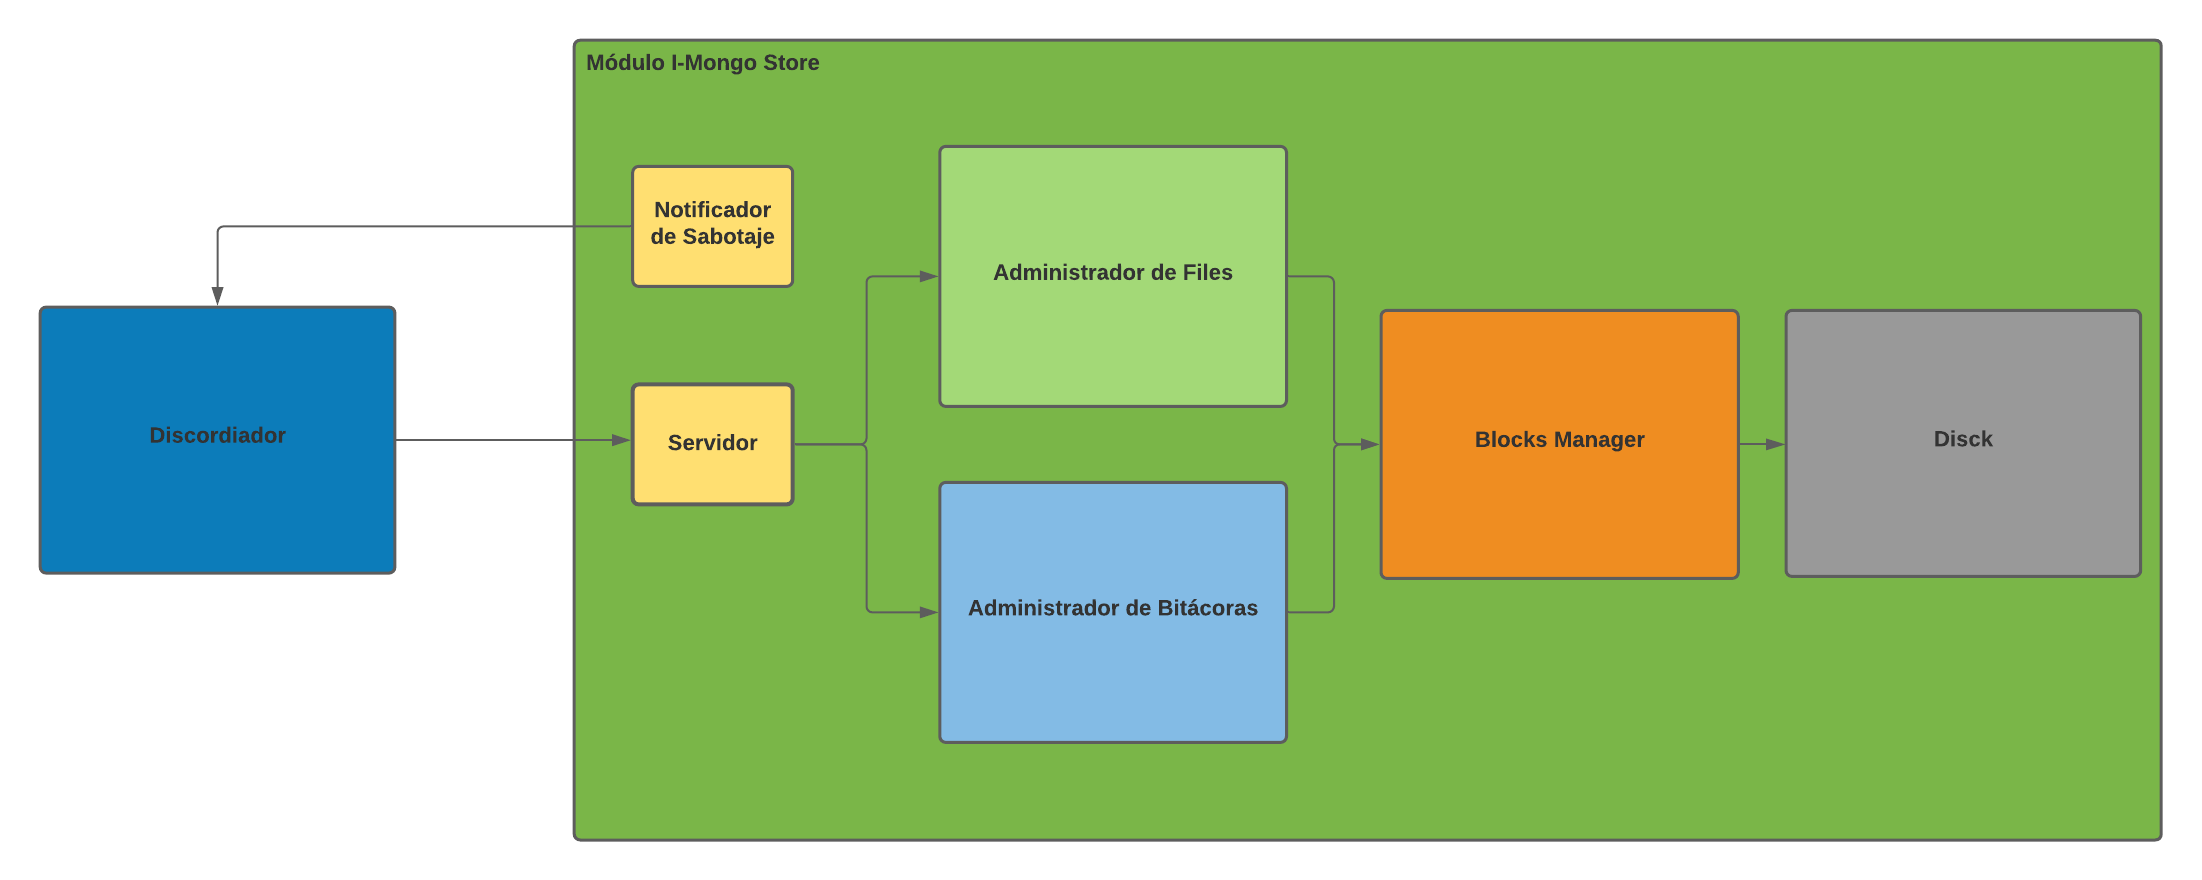 Módulo I-Mongo Store
Notificador
de Sabotaje
Administrador de Files
Discordiador
Servidor
Blocks Manager
Disck
Administrador de Bitácoras